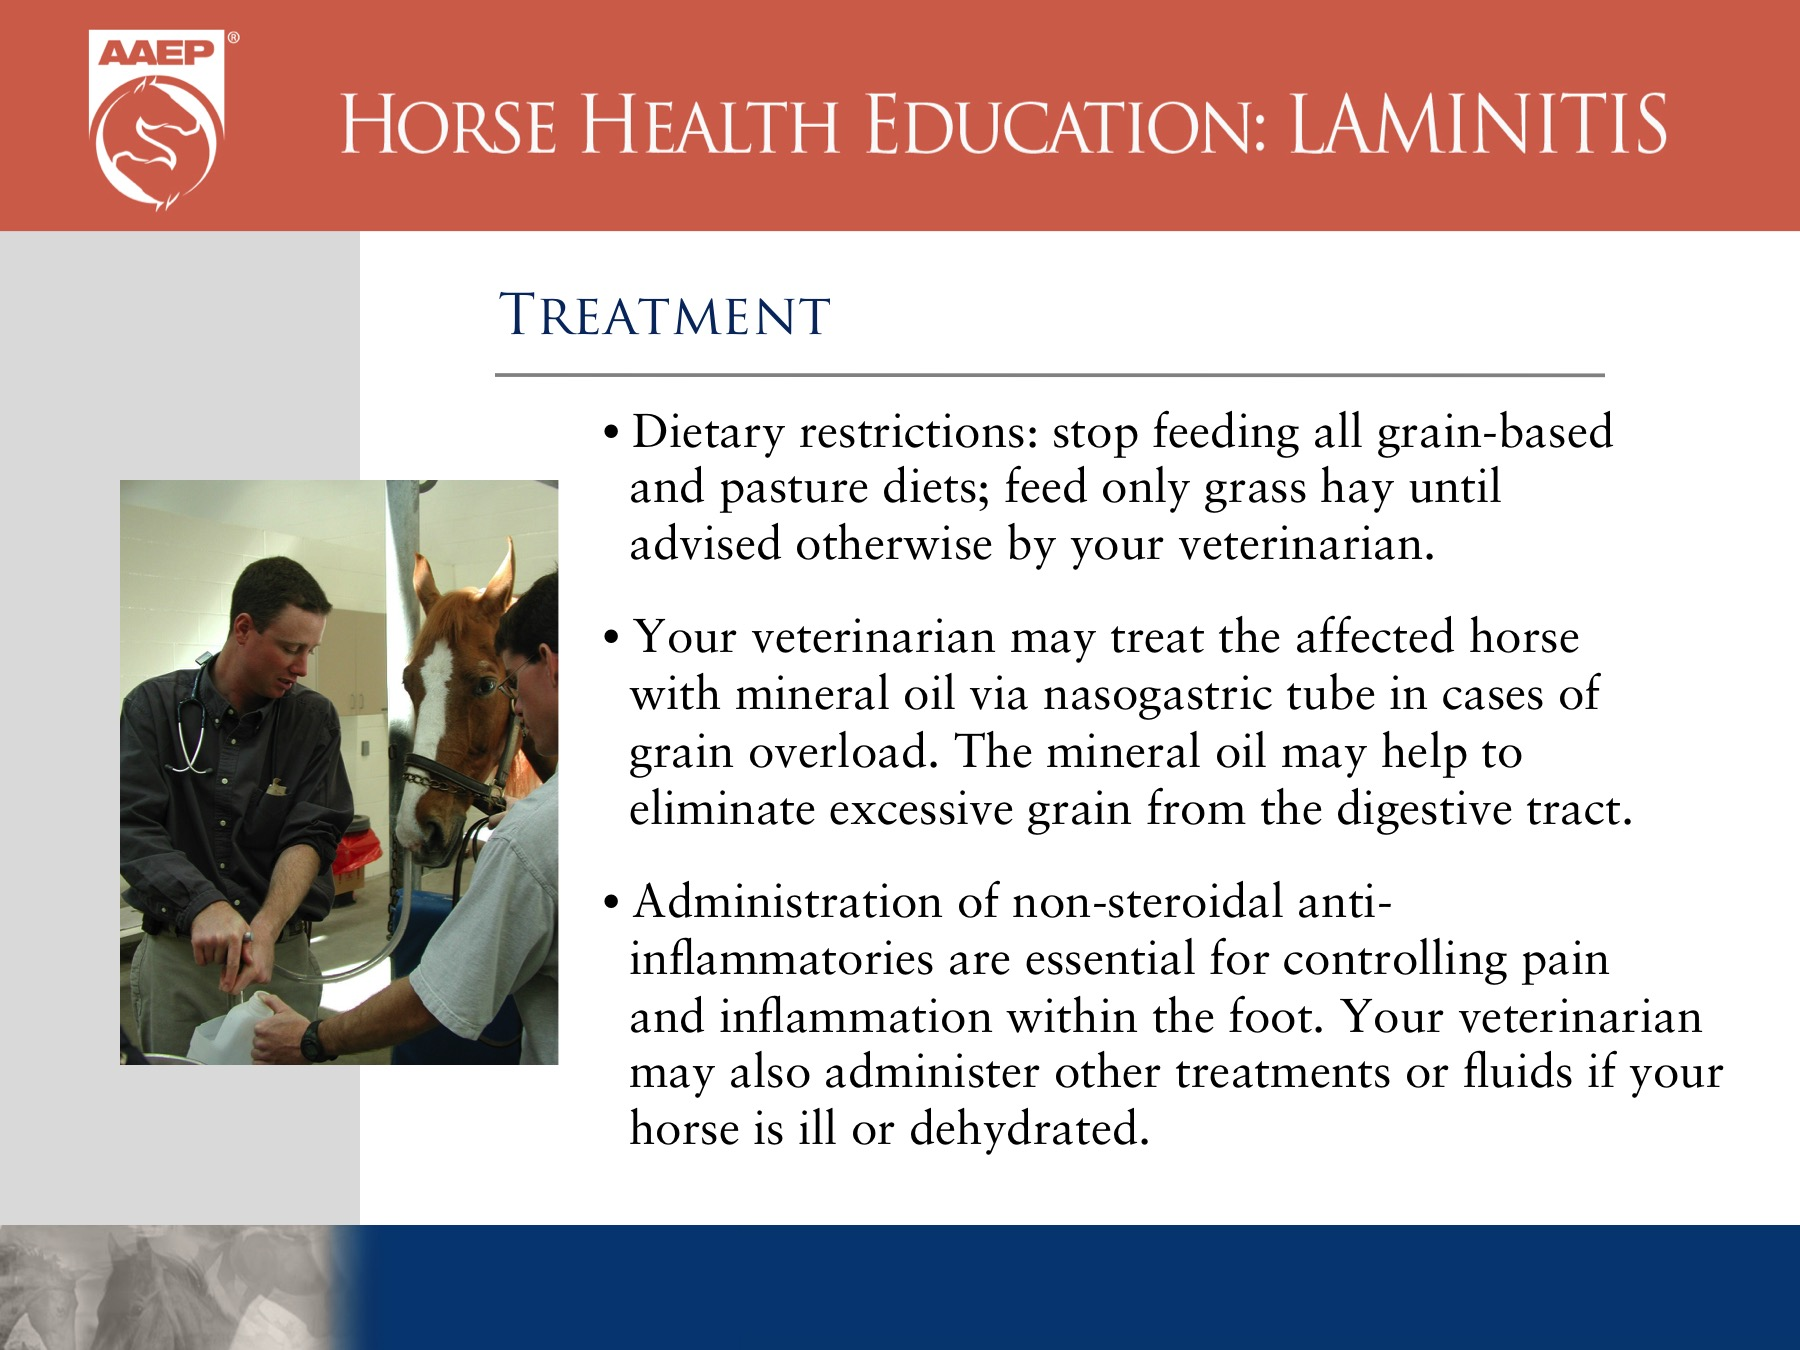 AAEP®
HORSE HEALTH EDUCATION: LAMINITIS
TREATMENT
• Dietary restrictions: stop feeding all grain-based
and pasture diets; feed only grass hay until
advised otherwise by your veterinarian.
• Your veterinarian may treat the affected horse
with mineral oil via nasogastric tube in cases of
grain overload. The mineral oil may help to
eliminate excessive grain from the digestive tract.
• Administration of non-steroidal anti-
inflammatories are essential for controlling pain
and inflammation within the foot. Your veterinarian
may also administer other treatments or fluids if your
horse is ill or dehydrated.